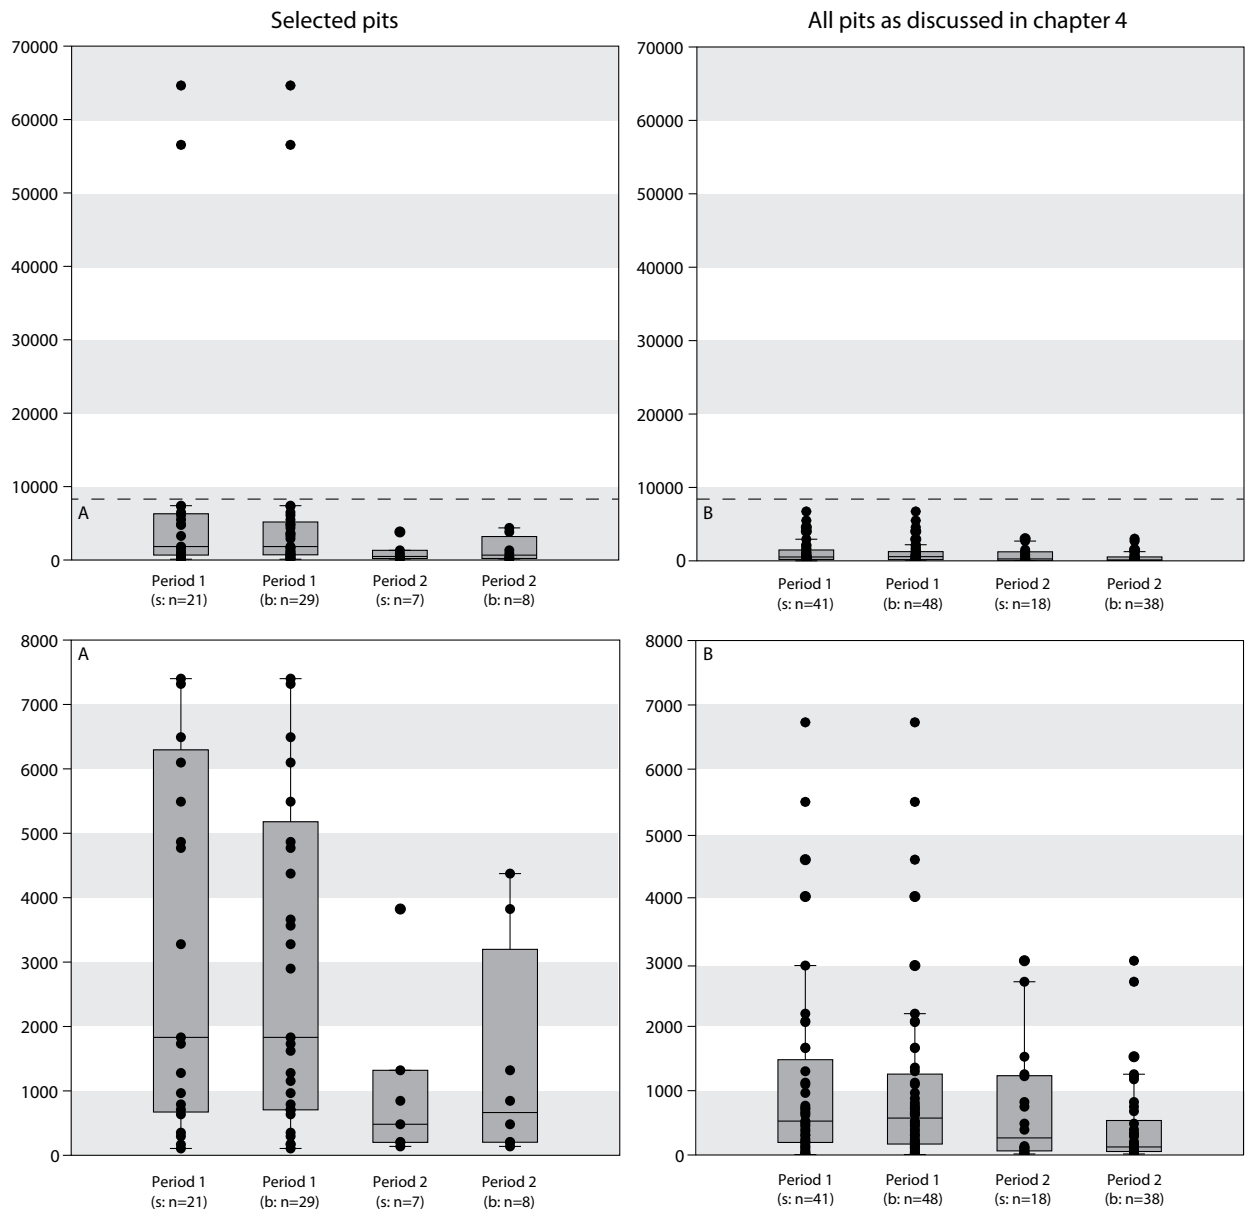 Selected pits
All pits as discussed in chapter 4
70000
60000
50000
40000
30000
20000
10000
0
A
Period 1
(s: n=21)
Period 1
(b: n=29)
Period 2
(s: n=7)
Period 2
(b: n=8)
70000
60000
50000
40000
30000
20000
10000
0
B
Period 1
(s: n=41)
Period 1
(b: n=48)
Period 2
(s: n=18)
Period 2
(b: n=38)
8000
7000
6000
5000
4000
3000
2000
1000
0
A
Period 1
(s: n=21)
Period 1
(b: n=29)
Period 2
(s: n=7)
Period 2
(b: n=8)
8000
7000
6000
5000
4000
3000
2000
1000
0
B
Period 1
(s: n=41)
Period 1
(b: n=48)
Period 2
(s: n=18)
Period 2
(b: n=38)